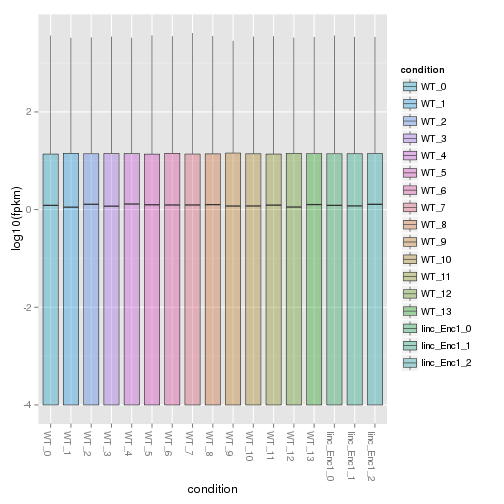 log10(fpkm)
2
0
-2
-4
WT_0
WT_1
WT_2
WT_3
WT_4
WT_5
WT_6
WT_7
WT_8
WT_9
WT_10
WT_11
WT_12
WT_13
linc_Enc1_0
linc_Enc1_1
linc_Enc1_2
condition
condition
WT_0
WT_1
WT_2
WT_3
WT_4
WT_5
WT_6
WT_7
WT_8
WT_9
WT_10
WT_11
WT_12
WT_13
linc_Enc1_0
linc_Enc1_1
linc_Enc1_2